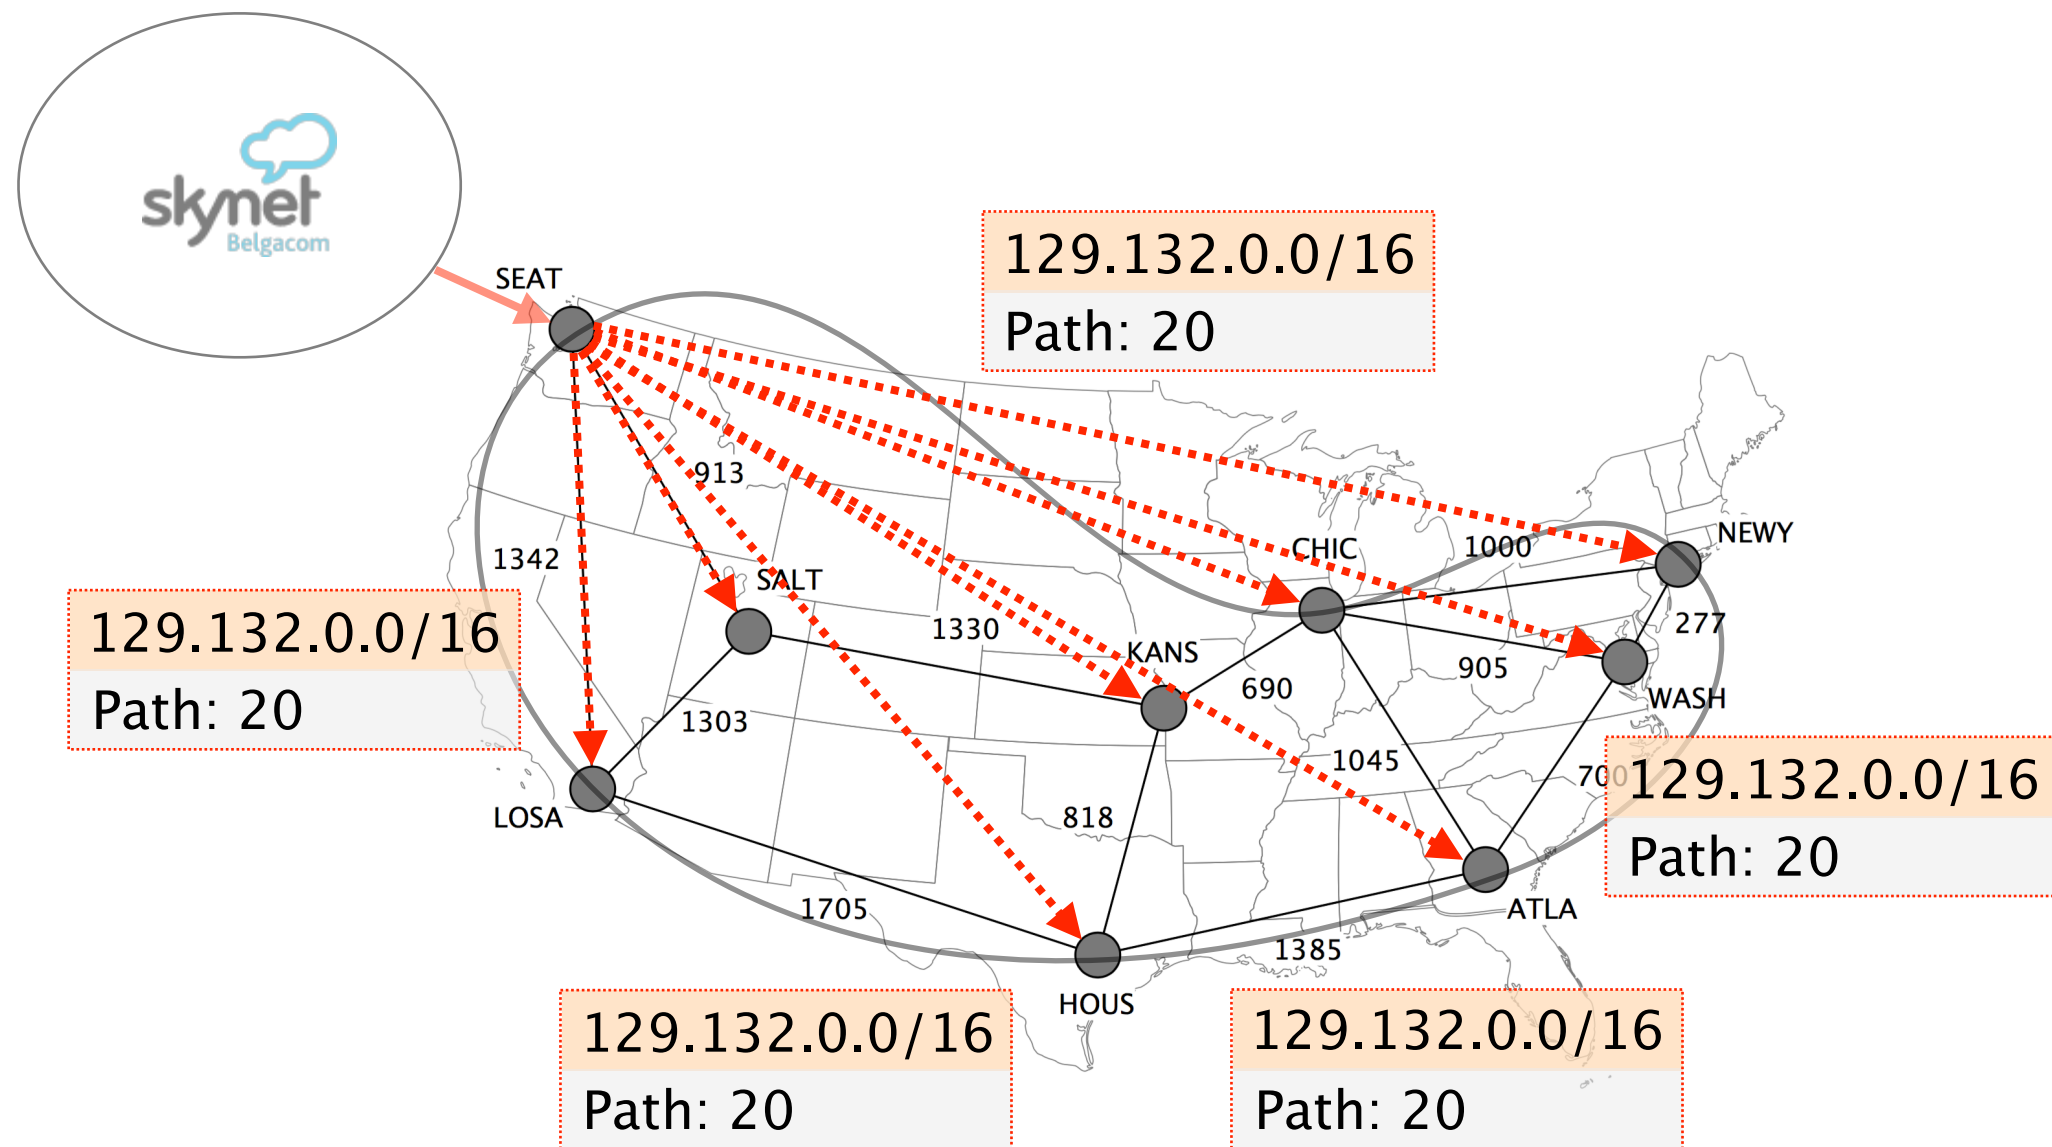 skynet
Belgacom
SEAT
129.132.0.0/16
Path: 20
913
1342
CHIC
1000
NEWY
SALT
129.132.0.0/16
Path: 20
1330
KANS
277
690
905
WASH
1303
1045
700
129.132.0.0/16
Path: 20
LOSA
818
1705
ATLA
1385
HOUS
129.132.0.0/16
Path: 20
129.132.0.0/16
Path: 20